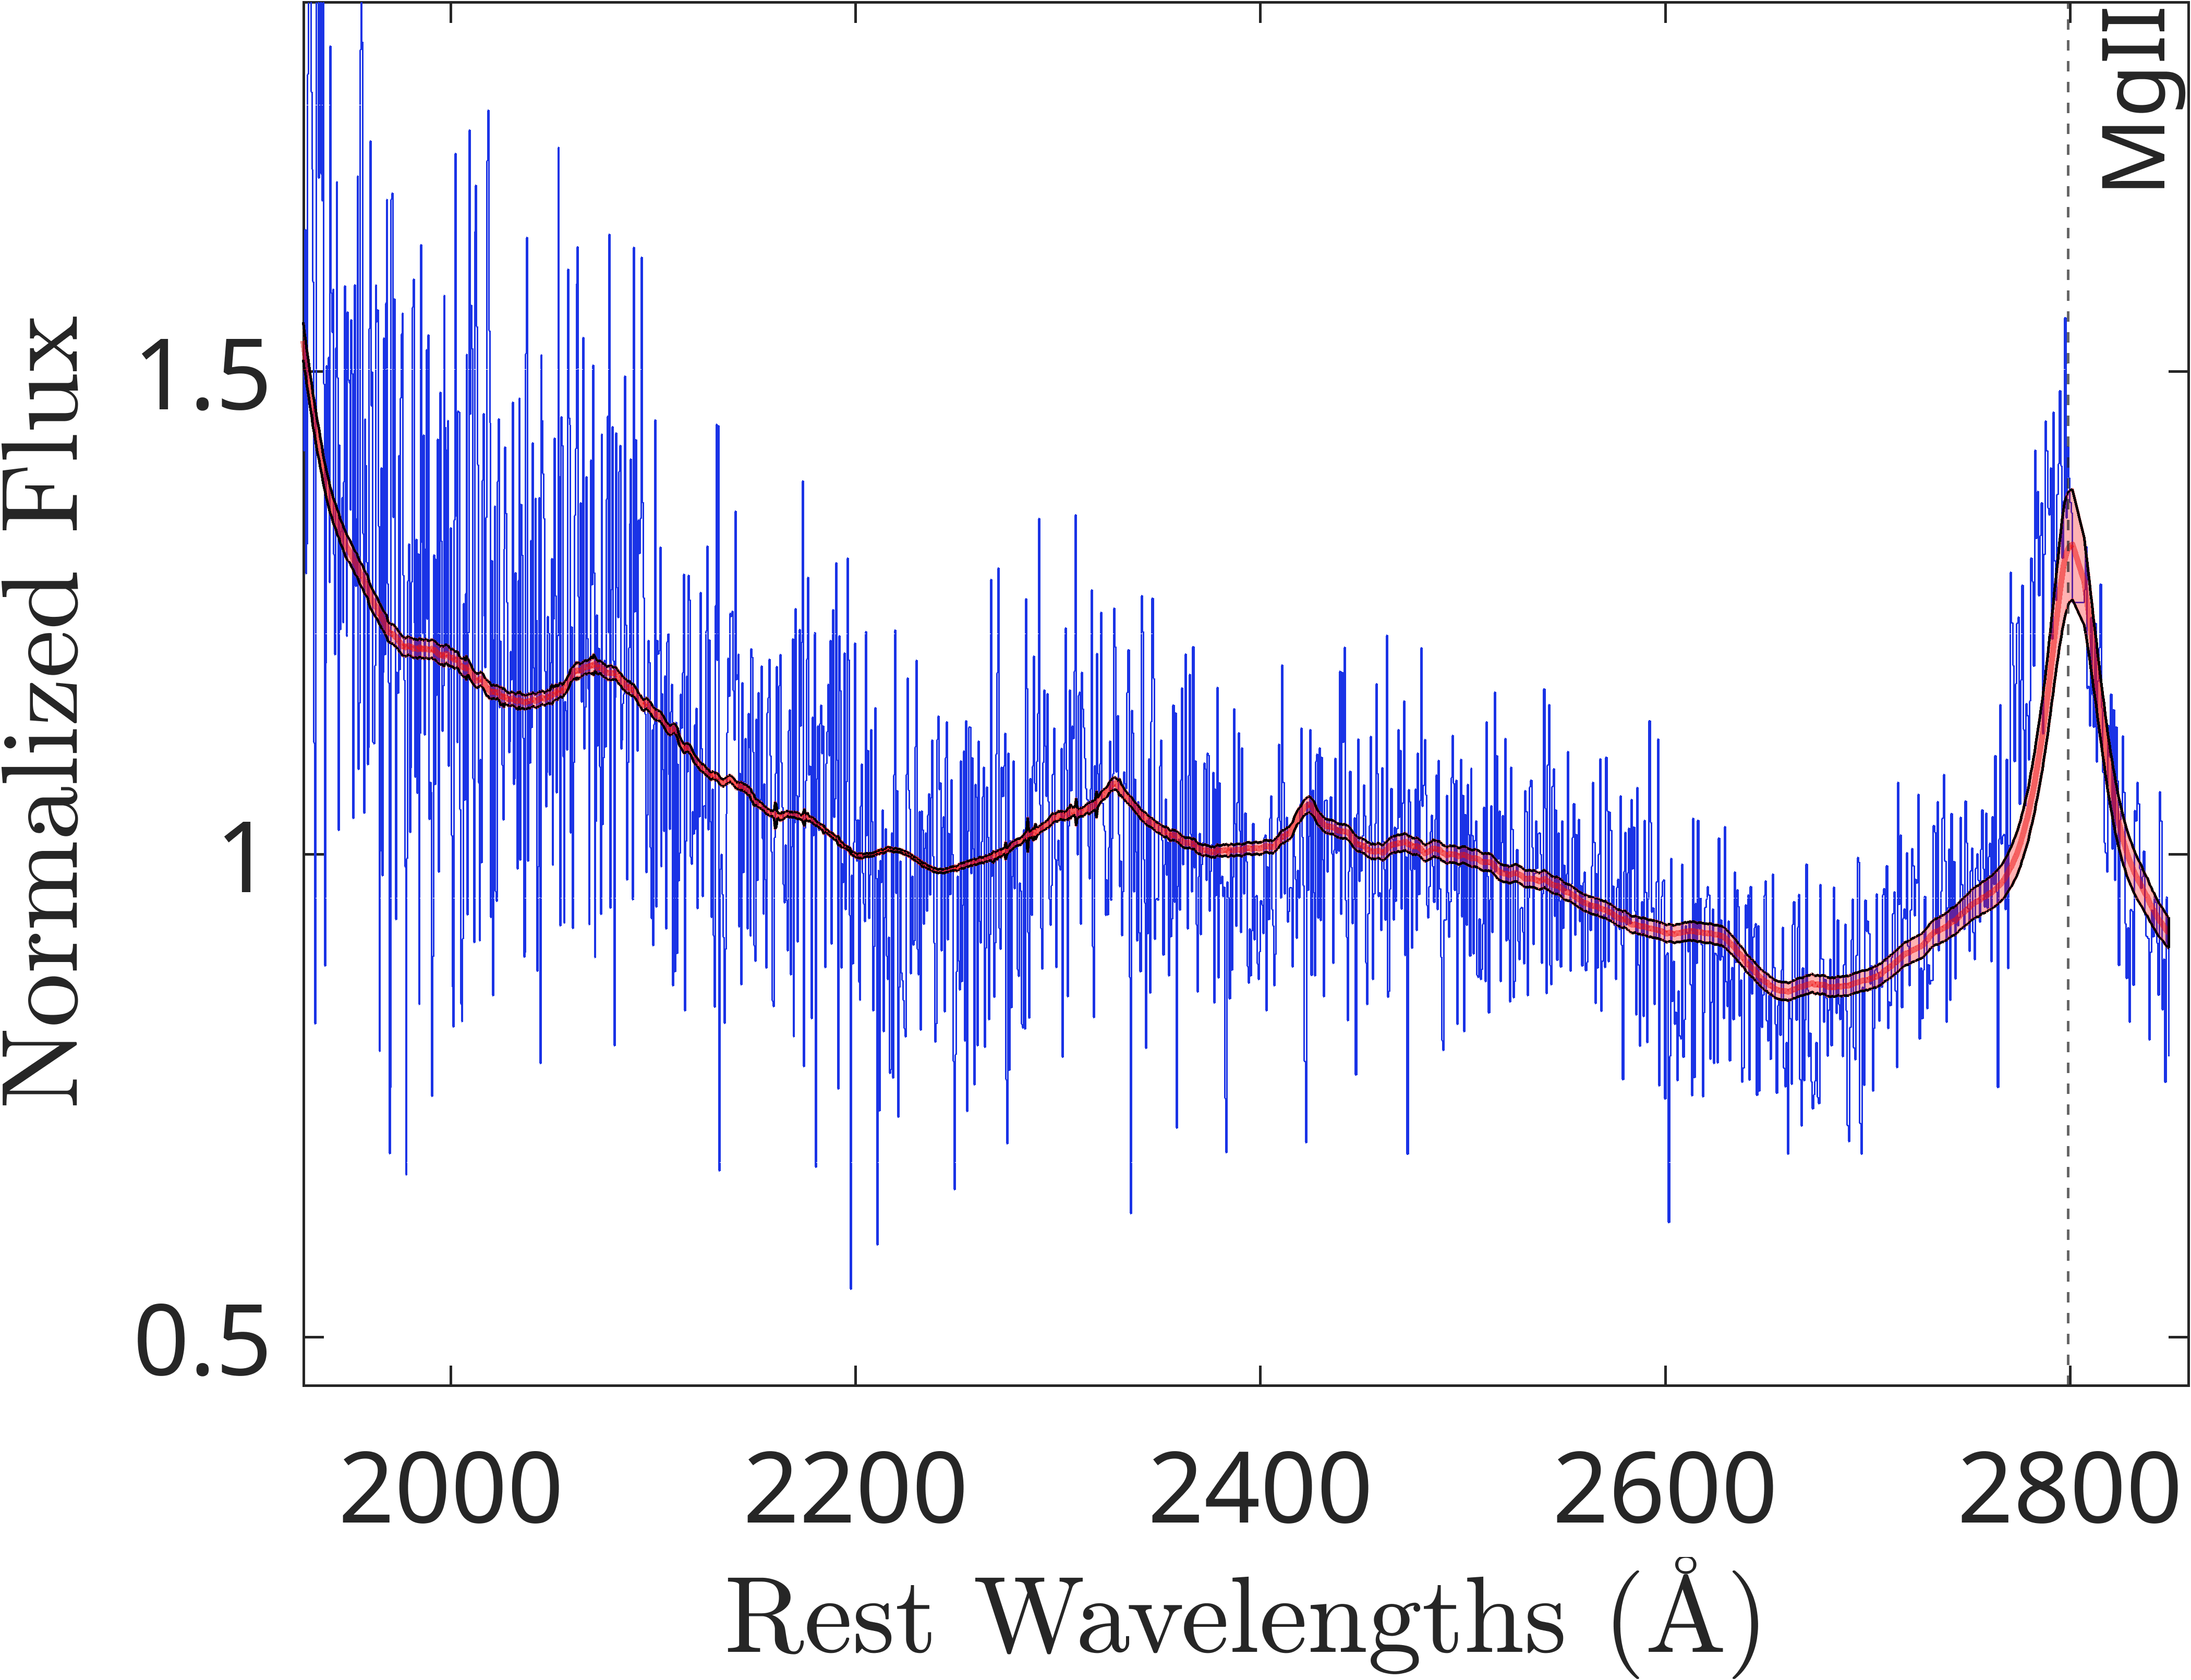 MgII
Normalized Flux
1.5
1
0.5
2000 2200 2400 2600 2800
Rest Wavelengths (Å)